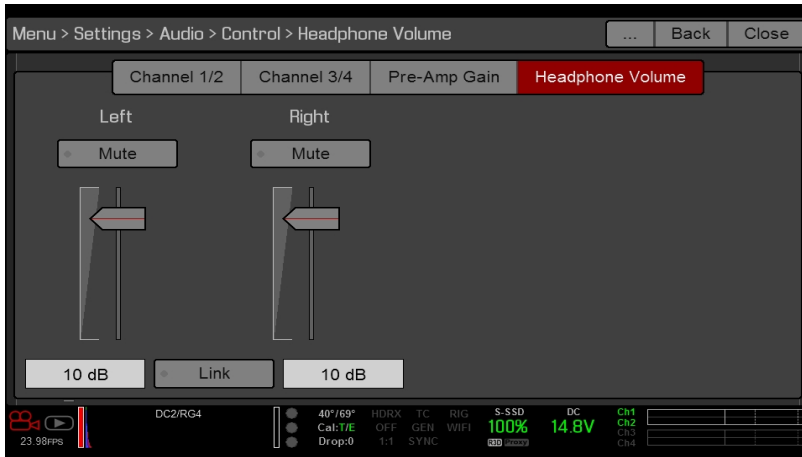 Menu > Settings > Audio > Control > Headphone Volume ... Back Close
Channel 1/2 Channel 3/4 Pre-Amp Gain Headphone Volume
Left Right
Mute Mute
10 dB Link 10 dB
DC2/RG4 40°/69° HDRX TC RIG S-SSD DC Ch1
Cal:T/E OFF GEN WIFI 100% 14.8V Ch2
23.98FPS Drop:0 1:1 SYNC R3D Proxy Ch3
Ch4